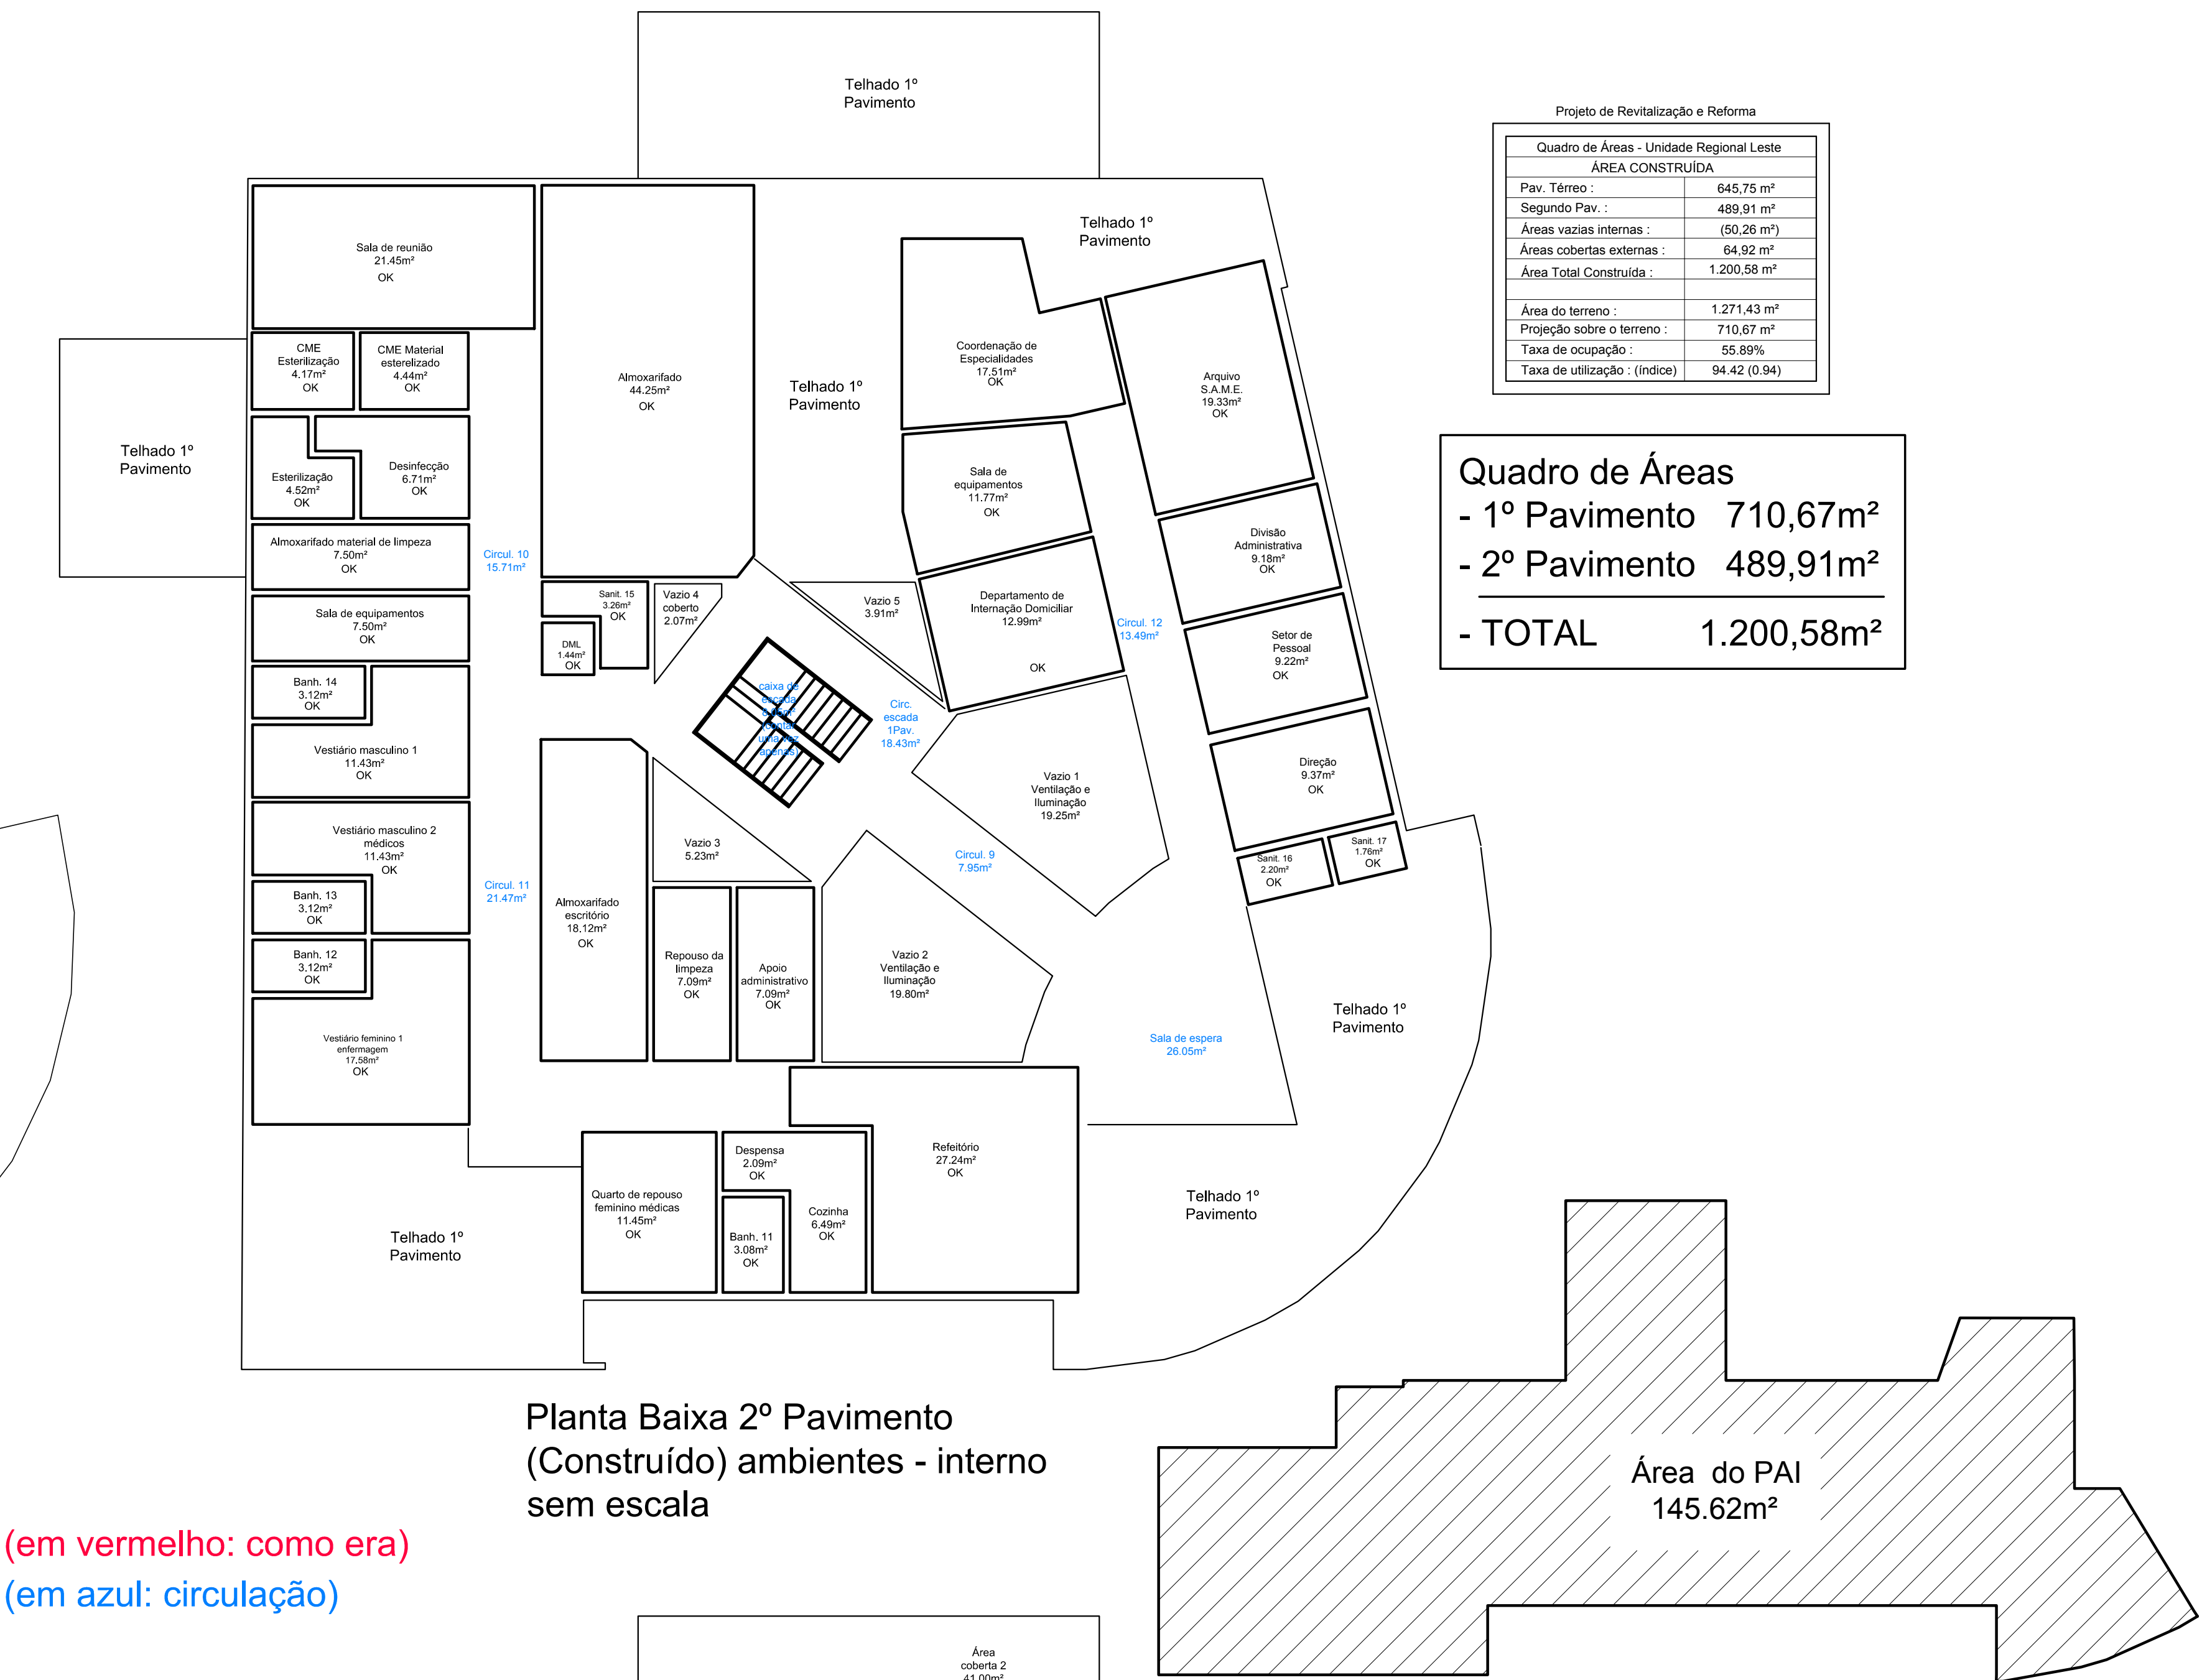 Telhado 1º
Pavimento
Projeto de Revitalização e Reforma
Quadro de Áreas - Unidade Regional Leste
ÁREA CONSTRUÍDA
Pav. Térreo : 645,75 m²
Segundo Pav. : 489,91 m²
Áreas vazias internas : (50,26 m²)
Áreas cobertas externas : 64,92 m²
Área Total Construída : 1.200,58 m²
Área do terreno : 1.271,43 m²
Projeção sobre o terreno : 710,67 m²
Taxa de ocupação : 55.89%
Taxa de utilização : (índice) 94.42 (0.94)
Quadro de Áreas
- 1º Pavimento 710,67m²
- 2º Pavimento 489,91m²
- TOTAL 1.200,58m²
Telhado 1º
Pavimento
Sala de reunião
21.45m²
OK
CME
Esterilização
4.17m²
OK
CME Material
esterelizado
4.44m²
OK
Almoxarifado
44.25m²
OK
Telhado 1º
Pavimento
Coordenação de
Especialidades
17.51m²
OK
Arquivo
S.A.M.E.
19.33m²
OK
Telhado 1º
Pavimento
Esterilização
4.52m²
OK
Desinfecção
6.71m²
OK
Sala de
equipamentos
11.77m²
OK
Almoxarifado material de limpeza
7.50m²
OK
Circul. 10
15.71m²
Divisão
Administrativa
9.18m²
OK
Sala de equipamentos
7.50m²
OK
Sanit. 15
3.26m²
OK
Vazio 4
coberto
2.07m²
Vazio 5
3.91m²
Departamento de
Internação Domiciliar
12.99m²
OK
Circul. 12
13.49m²
DML
1.44m²
OK
Setor de
Pessoal
9.22m²
OK
Banh. 14
3.12m²
OK
caixa de
escada
(contar
uma vez
apenas)
Circ.
escada
1Pav.
18.43m²
Vestiário masculino 1
11.43m²
OK
Vazio 1
Ventilação e
Iluminação
19.25m²
Direção
9.37m²
OK
Vestiário masculino 2
médicos
11.43m²
OK
Vazio 3
5.23m²
Circul. 9
7.95m²
Sanit. 16
2.20m²
OK
Sanit. 17
1.76m²
OK
Banh. 13
3.12m²
OK
Circul. 11
21.47m²
Almoxarifado
escritório
18.12m²
OK
Banh. 12
3.12m²
OK
Repouso da
limpeza
7.09m²
OK
Apoio
administrativo
7.09m²
OK
Vazio 2
Ventilação e
Iluminação
19.80m²
Telhado 1º
Pavimento
Vestiário feminino 1
enfermagem
17.58m²
OK
Sala de espera
26.05m²
Despensa
2.09m²
OK
Refeitório
27.24m²
OK
Quarto de repouso
feminino médicas
11.45m²
OK
Cozinha
6.49m²
OK
Banh. 11
3.08m²
OK
Telhado 1º
Pavimento
Telhado 1º
Pavimento
Planta Baixa 2º Pavimento
(Construído) ambientes - interno
sem escala
Área do PAI
145.62m²
(em vermelho: como era)
(em azul: circulação)
Área
coberta 2
41.00m²